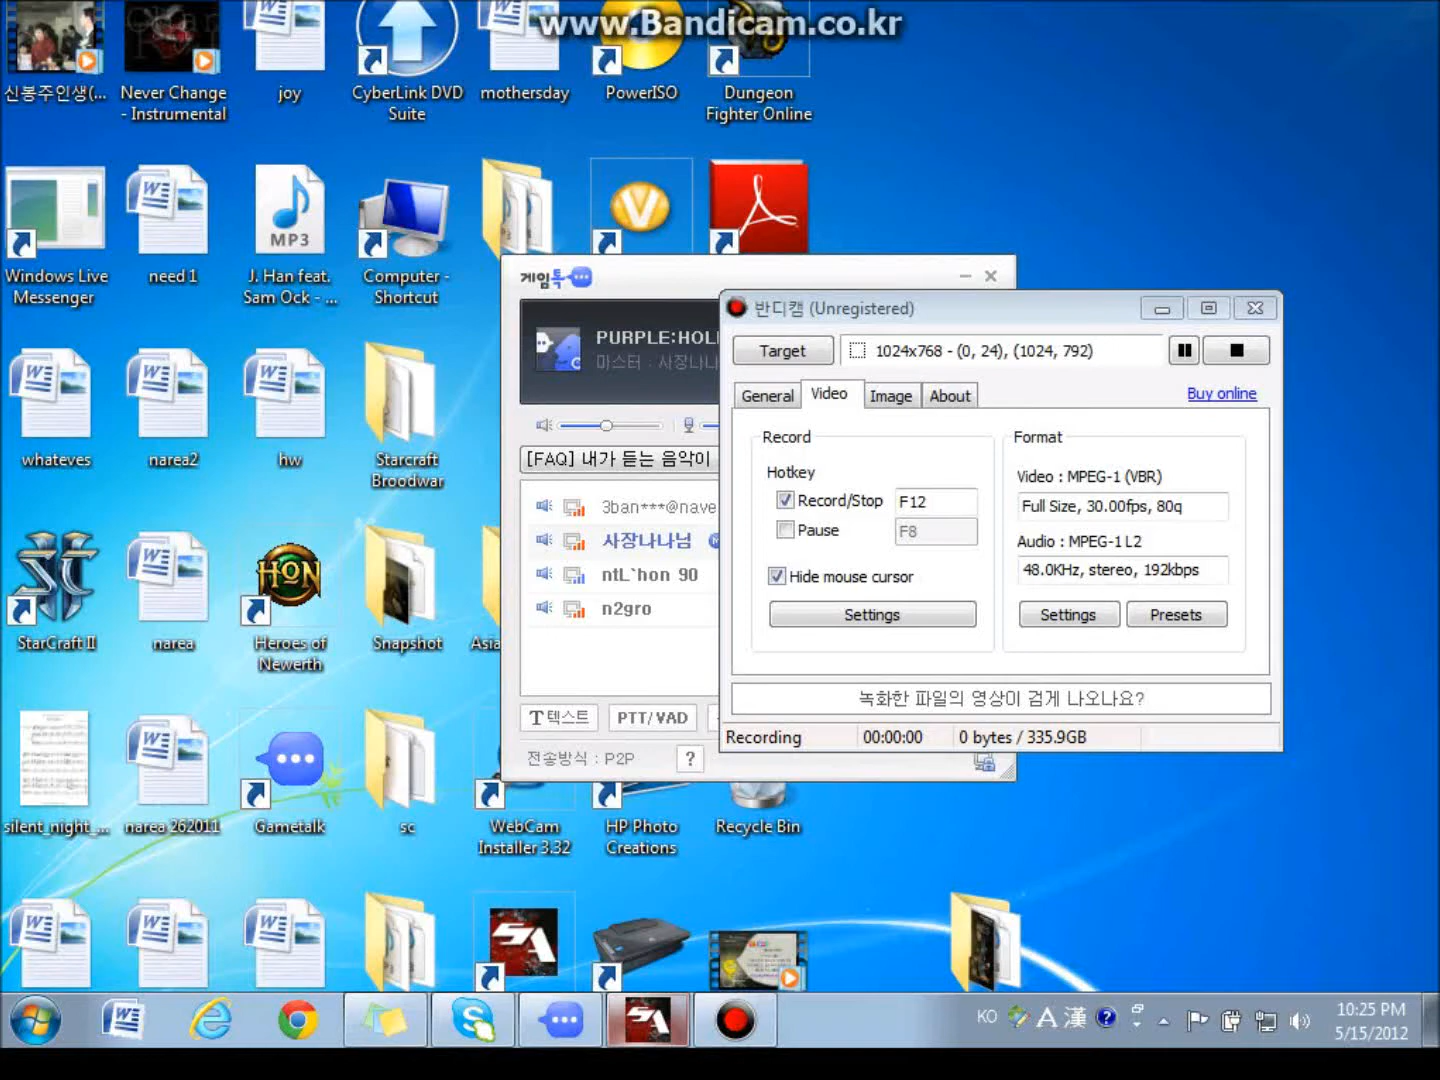 www.Bandicam.co.kr
신봉주인생(...
Never Change
- Instrumental
joy
CyberLink DVD
Suite
mothersday
PowerISO
Dungeon
Fighter Online
MP3
Windows Live
Messenger
need 1
J. Han feat.
Sam Ock - ...
Computer -
Shortcut
게임톡
반디캠 (Unregistered)
PURPLE:HOL
마스터 : 사장나나
Target
1024x768 - (0, 24), (1024, 792)
General
Video
Image
About
Buy online
[FAQ] 내가 듣는 음악이
Record
Format
Hotkey
Video : MPEG-1 (VBR)
Record/Stop
F12
Full Size, 30.00fps, 80q
Pause
F8
Audio : MPEG-1 L2
48.0KHz, stereo, 192kbps
Hide mouse cursor
Settings
Settings
Presets
3ban***@nave
사장나나님
ntL`hon 90
n2gro
T텍스트
PTT/VAD
녹화한 파일의 영상이 검게 나오나요?
Recording
00:00:00
0 bytes / 335.9GB
전송방식 : P2P
?
whateves
narea2
hw
Starcraft
Broodwar
HON
StarCraft II
narea
Heroes of
Newerth
Snapshot
Asia
silent_night_...
narea 262011
Gametalk
sc
WebCam
Installer 3.32
HP Photo
Creations
Recycle Bin
SA
SA
KO
A 漢
?
10:25 PM
5/15/2012